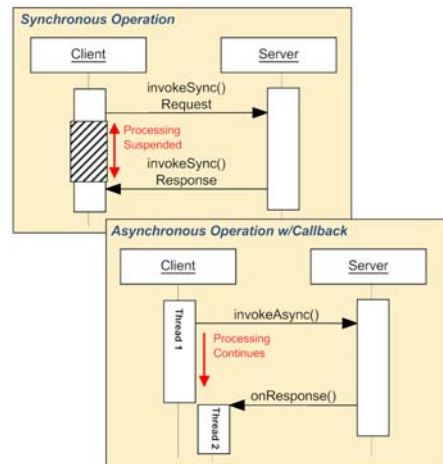 Synchronous Operation
Client
Server
invokeSync()
Request
Processing
Suspended
invokeSync()
Response
Asynchronous Operation w/Callback
Client
Server
Thread 1
invokeAsync()
Processing
Continues
onResponse()
Thread 2